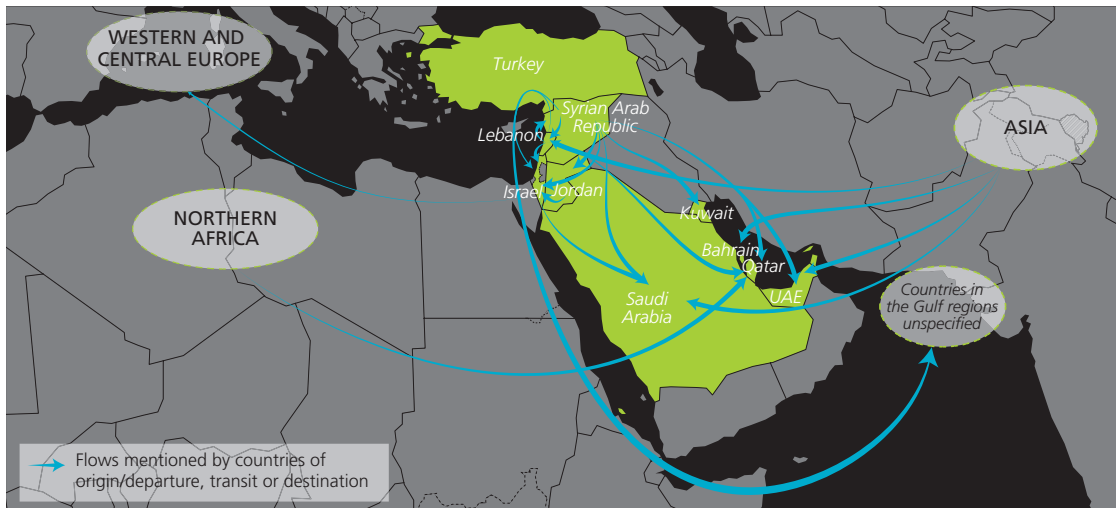 WESTERN AND
CENTRAL EUROPE
Turkey
Syrian Arab
Republic
Lebanon
ASIA
Israel
Jordan
NORTHERN
AFRICA
Kuwait
Bahrain
Qatar
UAE
Saudi
Arabia
Countries in
the Gulf regions
unspecified
Flows mentioned by countries of
origin/departure, transit or destination